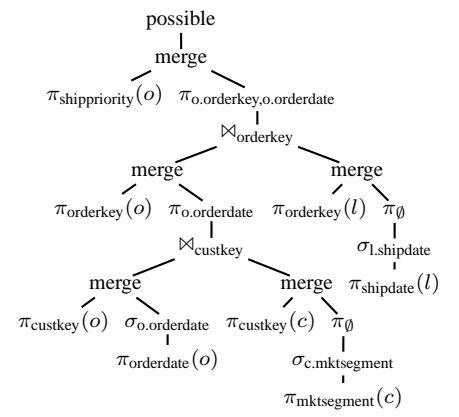 possible
merge
π_shippriority(o) π_o.orderkey,o.orderdate
⋈_orderkey
merge merge
π_orderkey(o) π_o.orderdate π_orderkey(l) π_∅
⋈_custkey σ_l.shipdate
merge merge π_shipdate(l)
π_custkey(o) σ_o.orderdate π_custkey(c) π_∅
π_orderdate(o) σ_c.mktsegment
π_mktsegment(c)